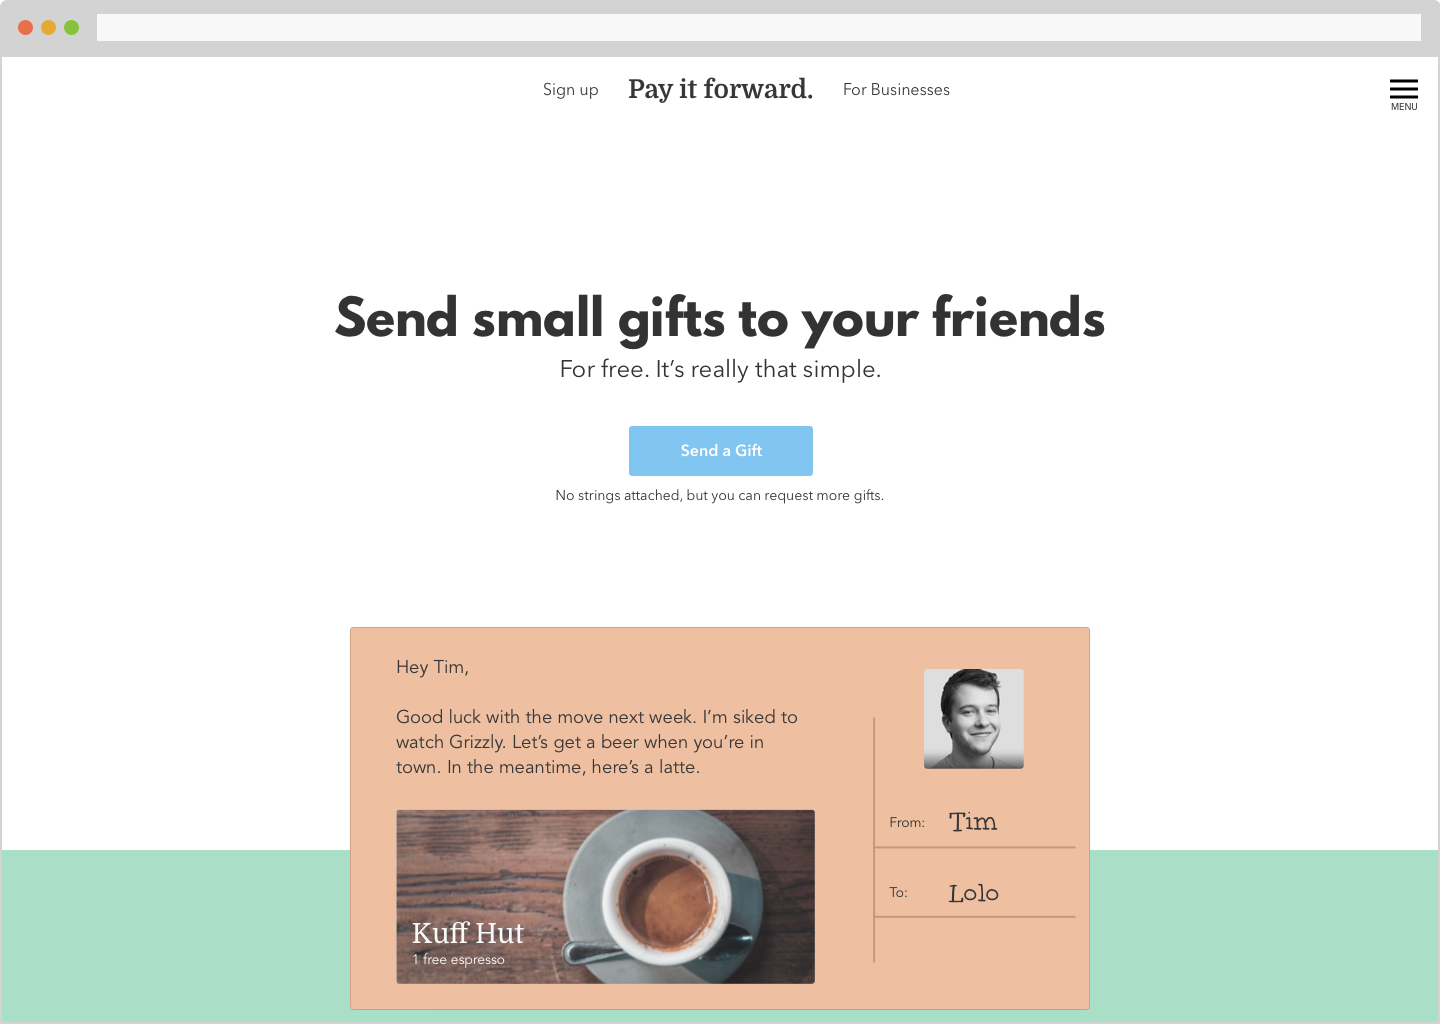 Sign up
Pay it forward.
For Businesses
MENU
Send small gifts to your friends
For free. It’s really that simple.
Send a Gift
No strings attached, but you can request more gifts.
Hey Tim,
Good luck with the move next week. I’m siked to
watch Grizzly. Let’s get a beer when you’re in
town. In the meantime, here’s a latte.
Kuff Hut
1 free espresso
From: Tim
To: Lolo